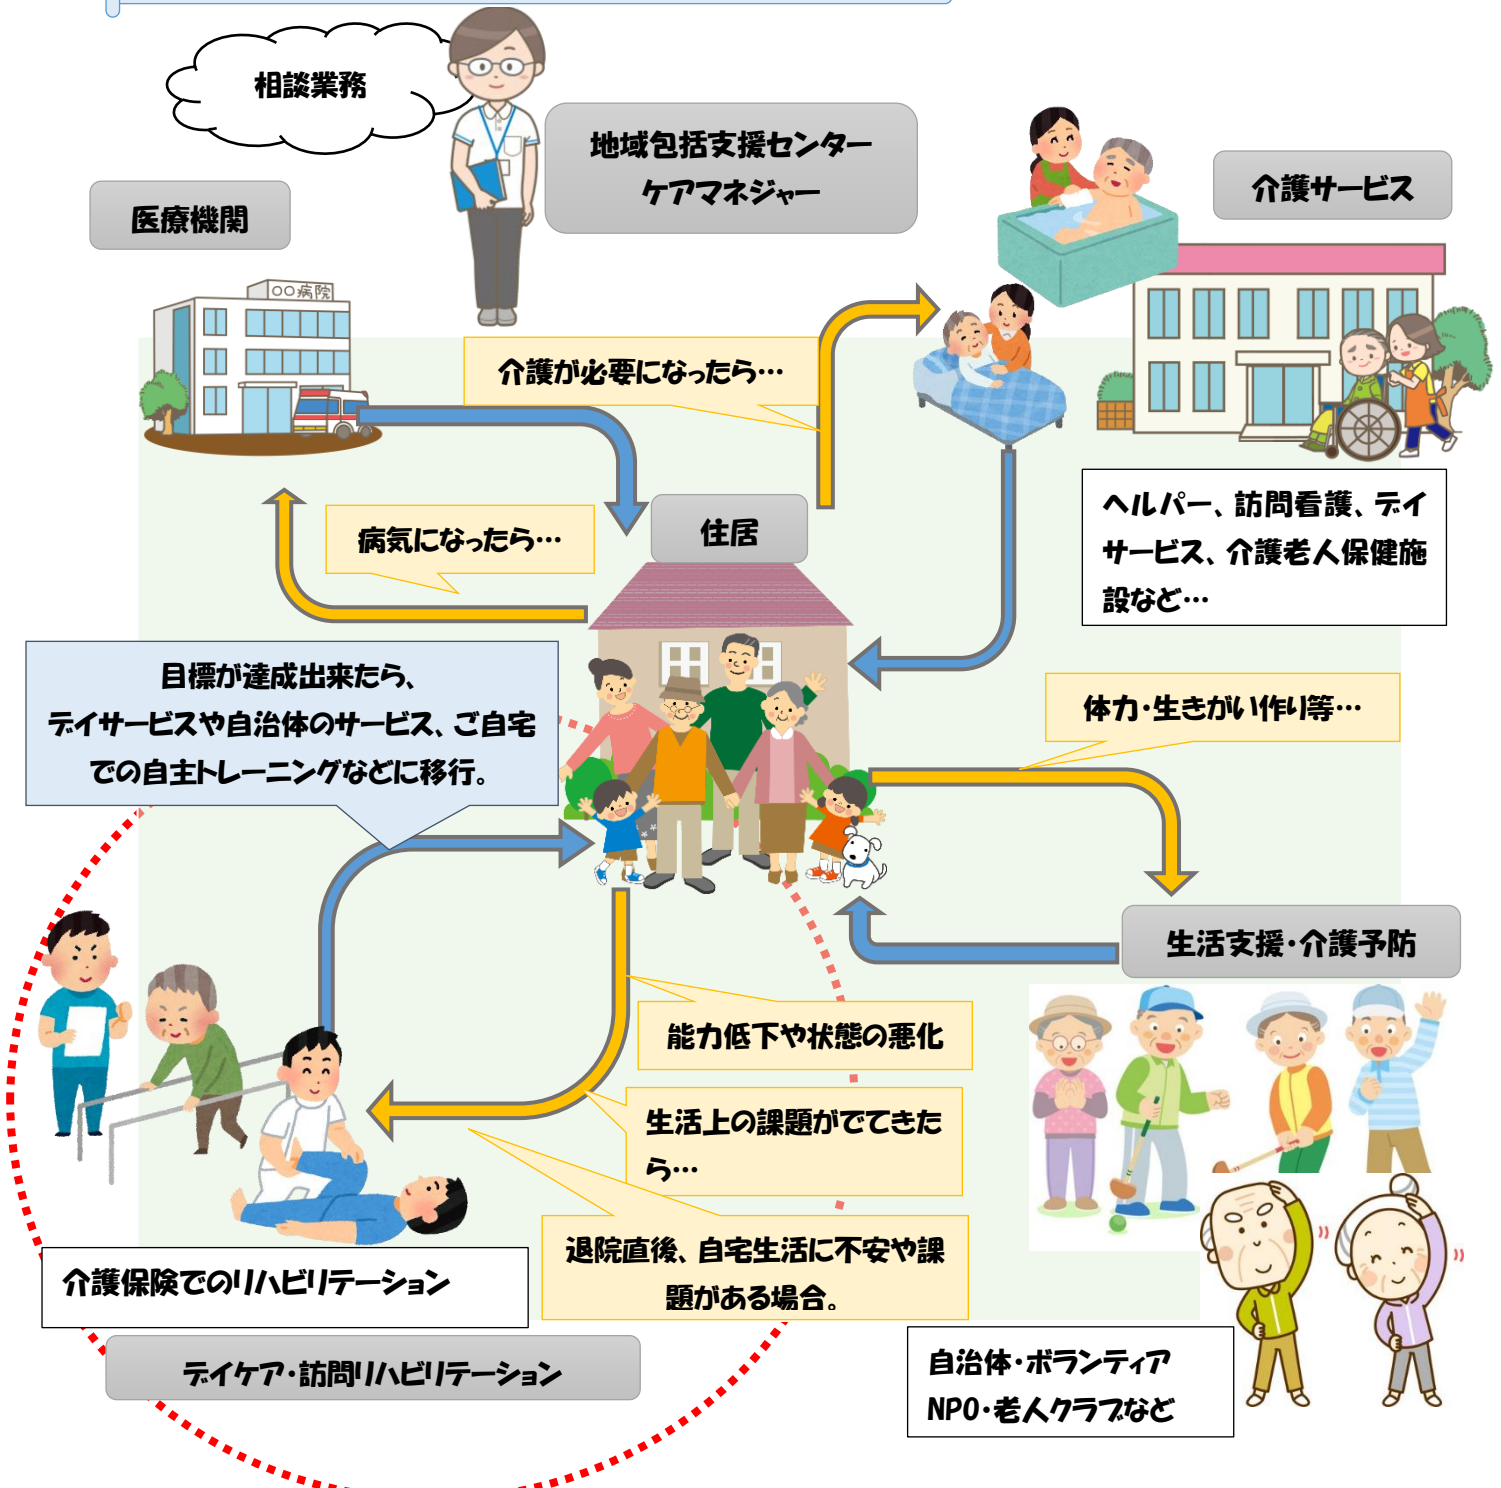 相談業務
地域包括支援センター
ケアマネジャー
介護サービス
医療機関
〇〇病院
介護が必要になったら…
ヘルパー、訪問看護、デイ
サービス、介護老人保健施
設など…
病気になったら…
住居
目標が達成出来たら、
デイサービスや自治体のサービス、ご自宅
での自主トレーニングなどに移行。
体力・生きがい作り等…
生活支援・介護予防
能力低下や状態の悪化
生活上の課題がでてきた
ら…
退院直後、自宅生活に不安や課
題がある場合。
介護保険でのリハビリテーション
デイケア・訪問リハビリテーション
自治体・ボランティア
NPO・老人クラブなど